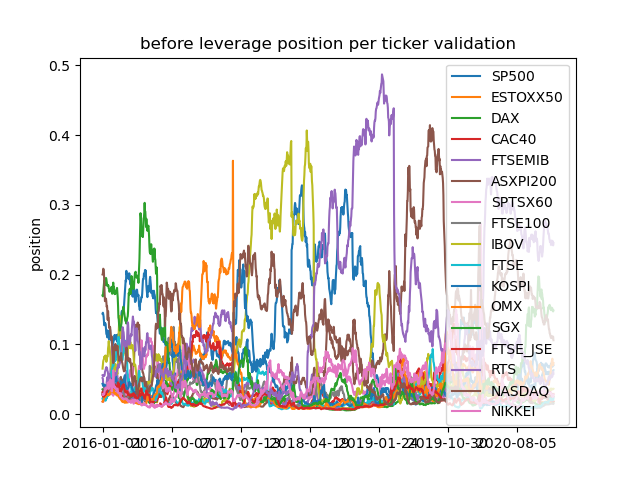 before leverage position per ticker validation
0.5
0.4
0.3
0.2
0.1
0.0
position
SP500
ESTOXX50
DAX
CAC40
FTSEMIB
ASXPI200
SPTSX60
FTSE100
IBOV
FTSE
KOSPI
OMX
SGX
FTSE_JSE
RTS
NASDAQ
NIKKEI
2016-01-01 2016-10-07 2017-07-13 2018-04-19 2019-01-24 2019-10-30 2020-08-05